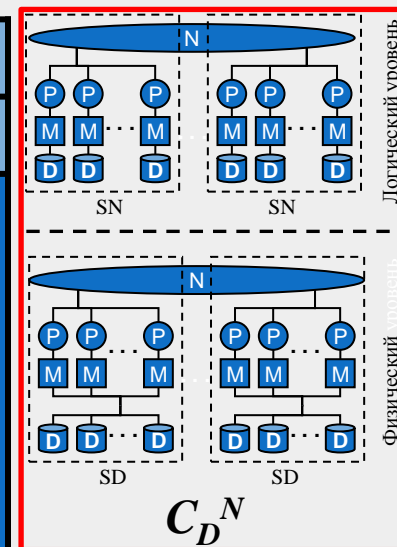 N
P P P
P P P
M M ... M
M M ... M
D D D
D D D
SN SN
Логический уровень
N
P P ... P
P P ... P
M M M
M M M
D D ... D
D D ... D
SD SD
Физический уровень
C_D^N